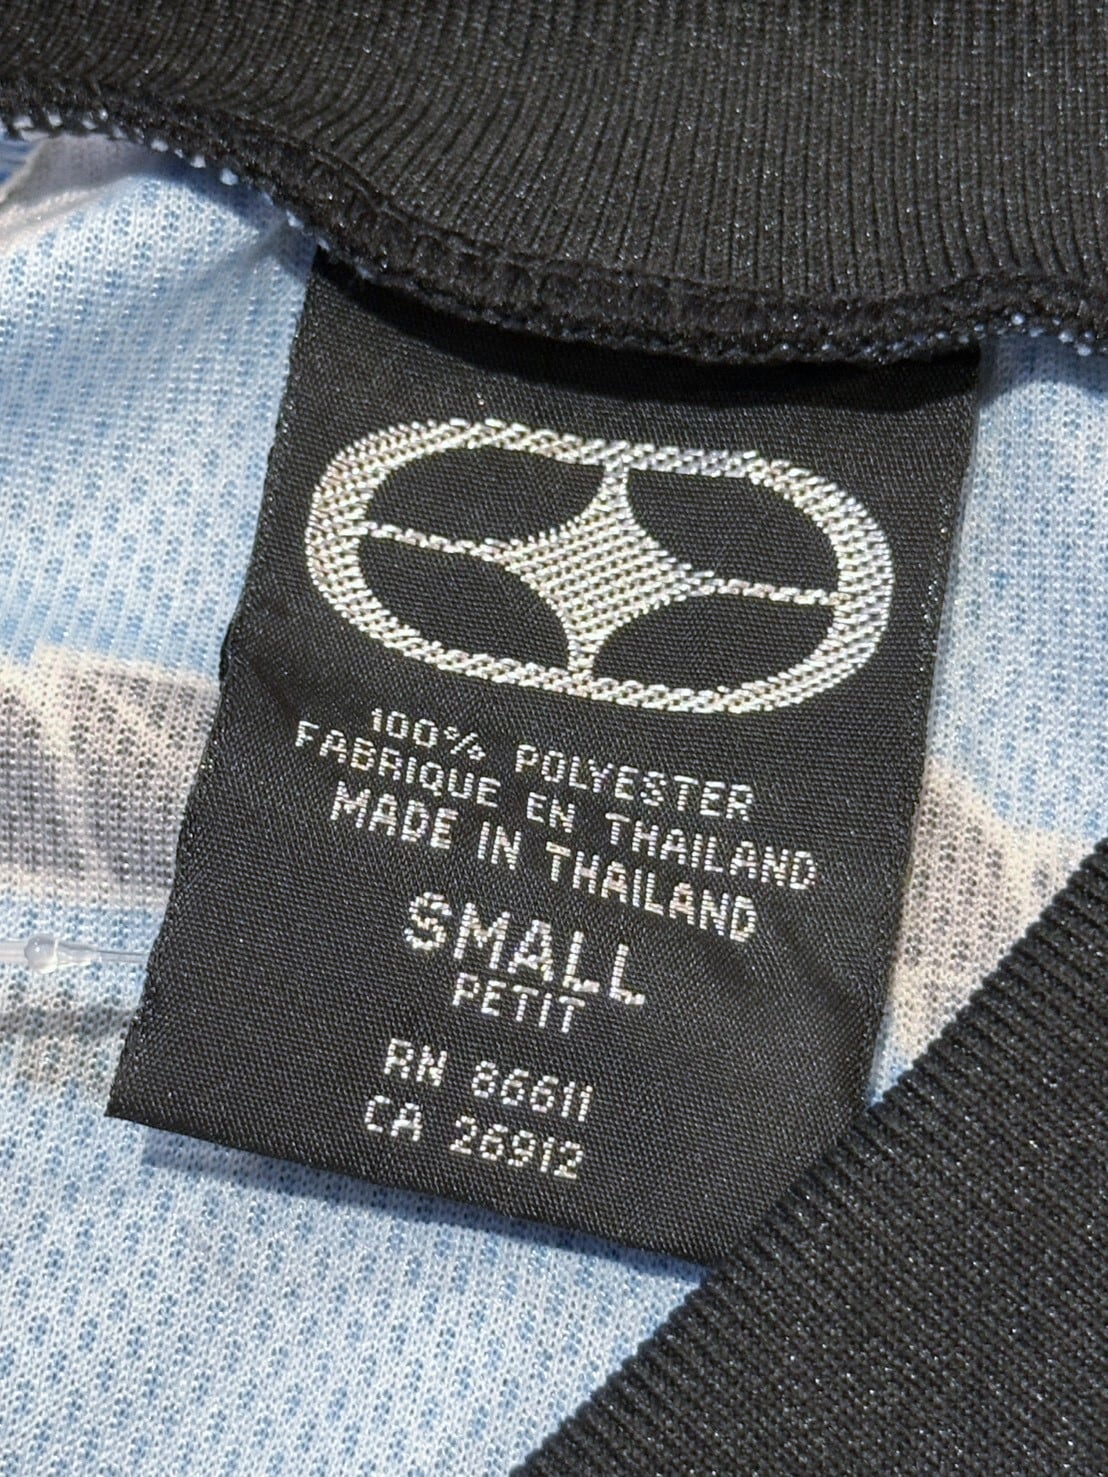 100% POLYESTER
FABRIQUE EN THAILAND
MADE IN THAILAND
SMALL
PETIT
RN 86611
CA 26912